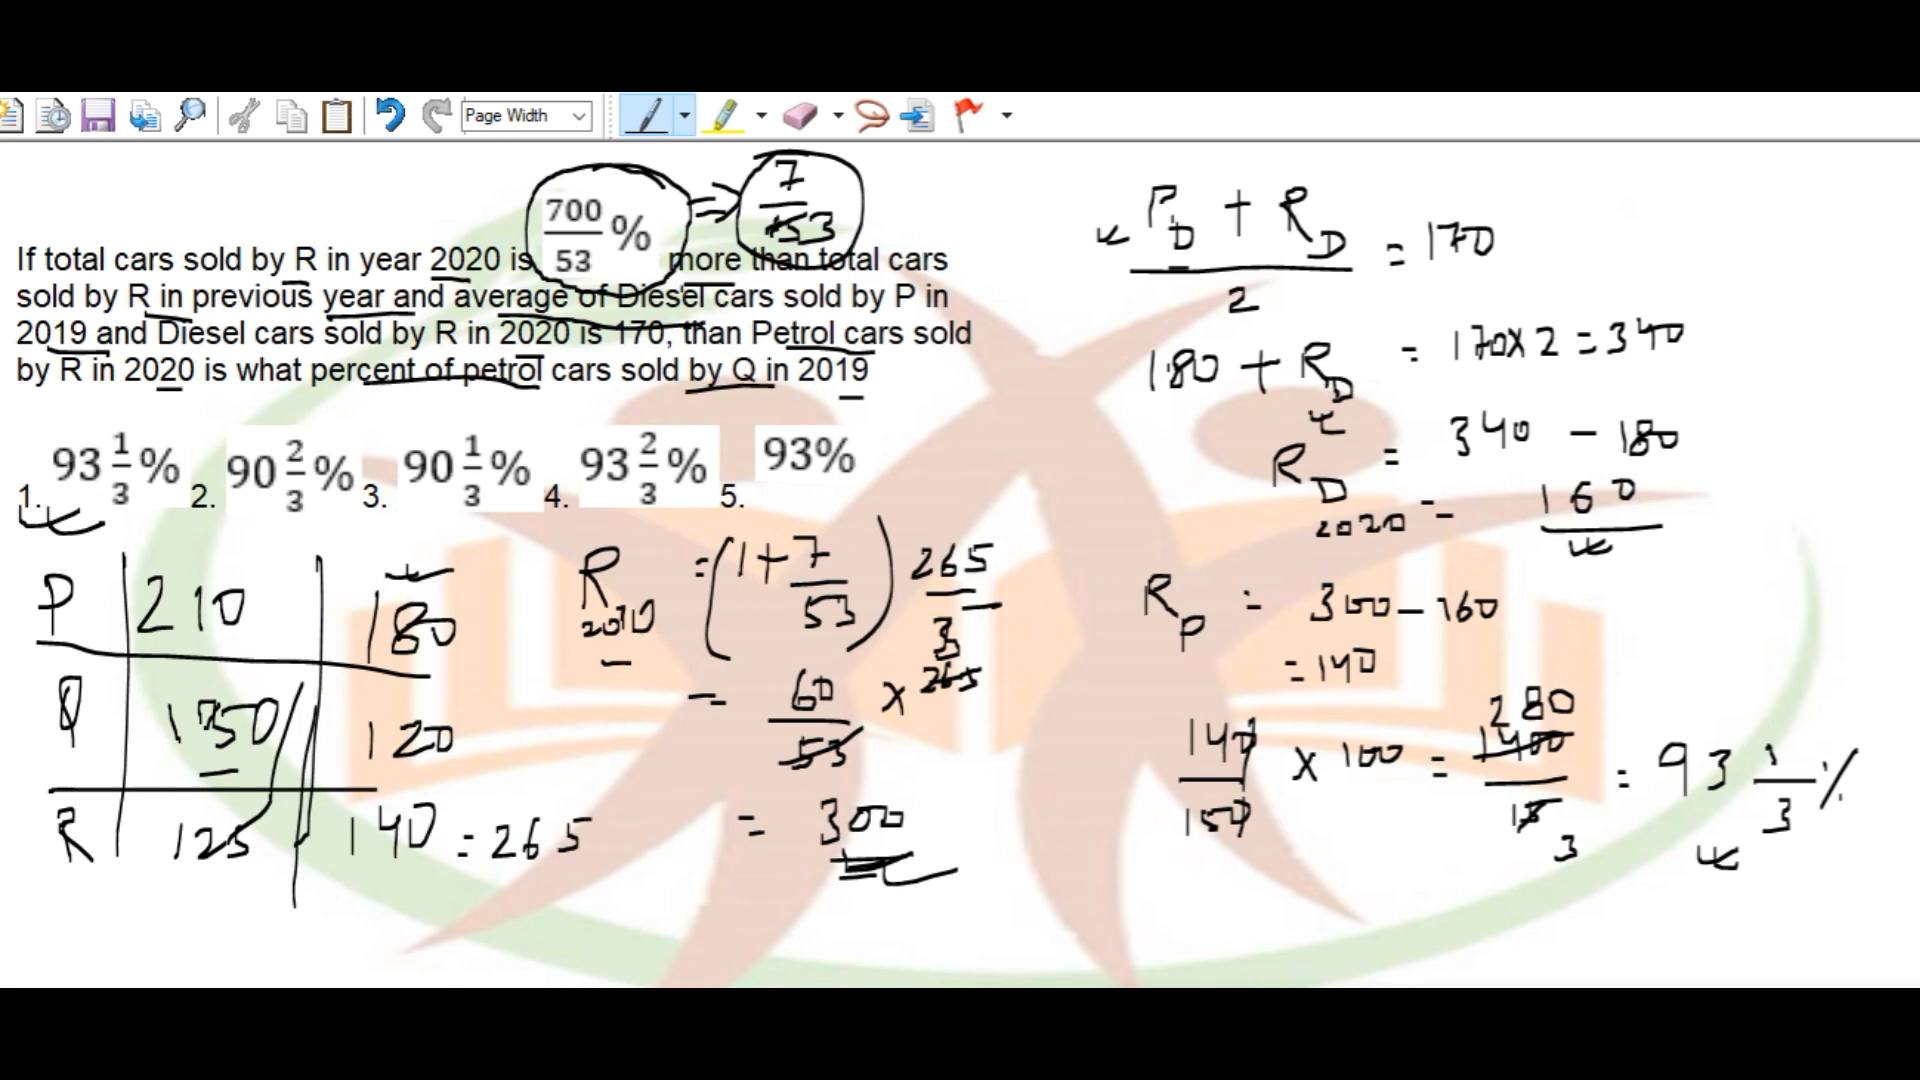 Page Width
700/53 % => 7/53
If total cars sold by R in year 2020 is 700/53 % more than total cars
sold by R in previous year and average of Diesel cars sold by P in
2019 and Diesel cars sold by R in 2020 is 170, than Petrol cars sold
by R in 2020 is what percent of petrol cars sold by Q in 2019
1. 93 1/3 % 2. 90 2/3 % 3. 90 1/3 % 4. 93 2/3 % 5. 93%
P 210 180
Q 150 120
R 125 140 = 265
R = (1 + 7/53) 265
= 60/53 × 265
= 300
P_D + R_D / 2 = 170
180 + R_D = 170×2 = 340
R_D = 340 - 180
2020 = 160
R_P = 300 - 160
= 140
140/150 × 100 = 1400/15 = 93 1/3 %
280
3